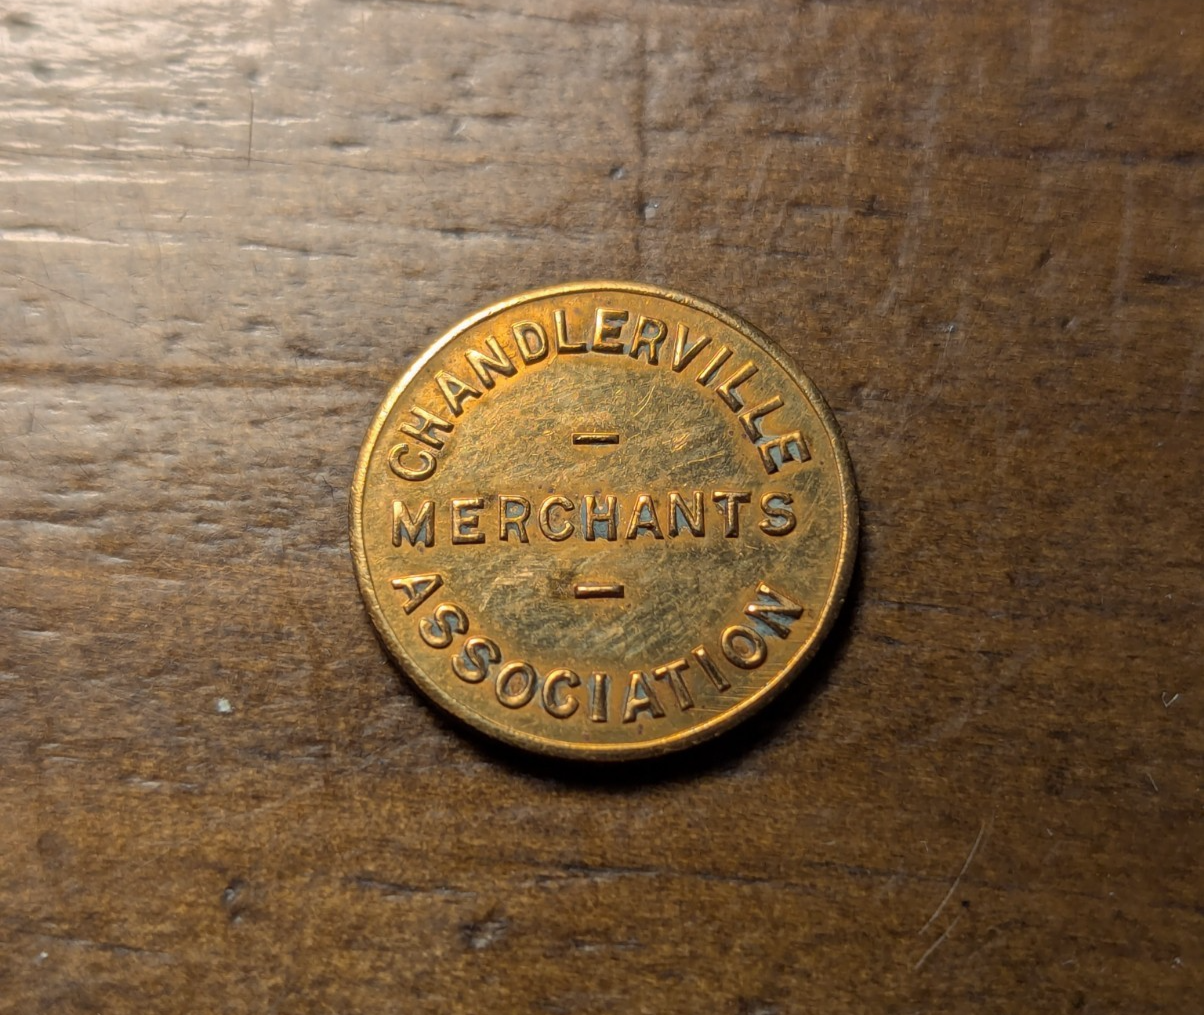 CHANDLERVILLE
-
MERCHANTS
-
ASSOCIATION